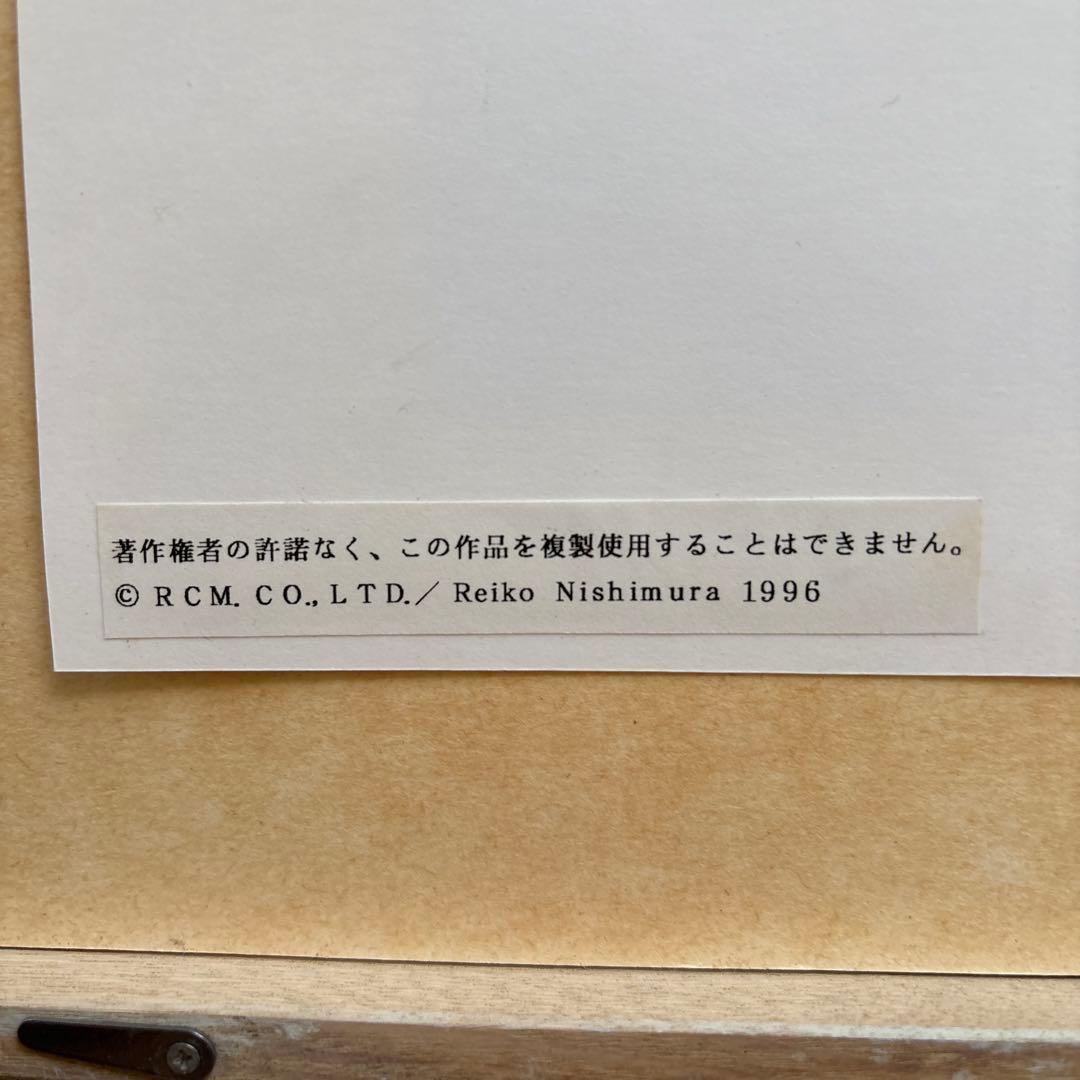 著作権者の許諾なく、この作品を複製使用することはできません。
© RCM. CO., LTD.／Reiko Nishimura 1996